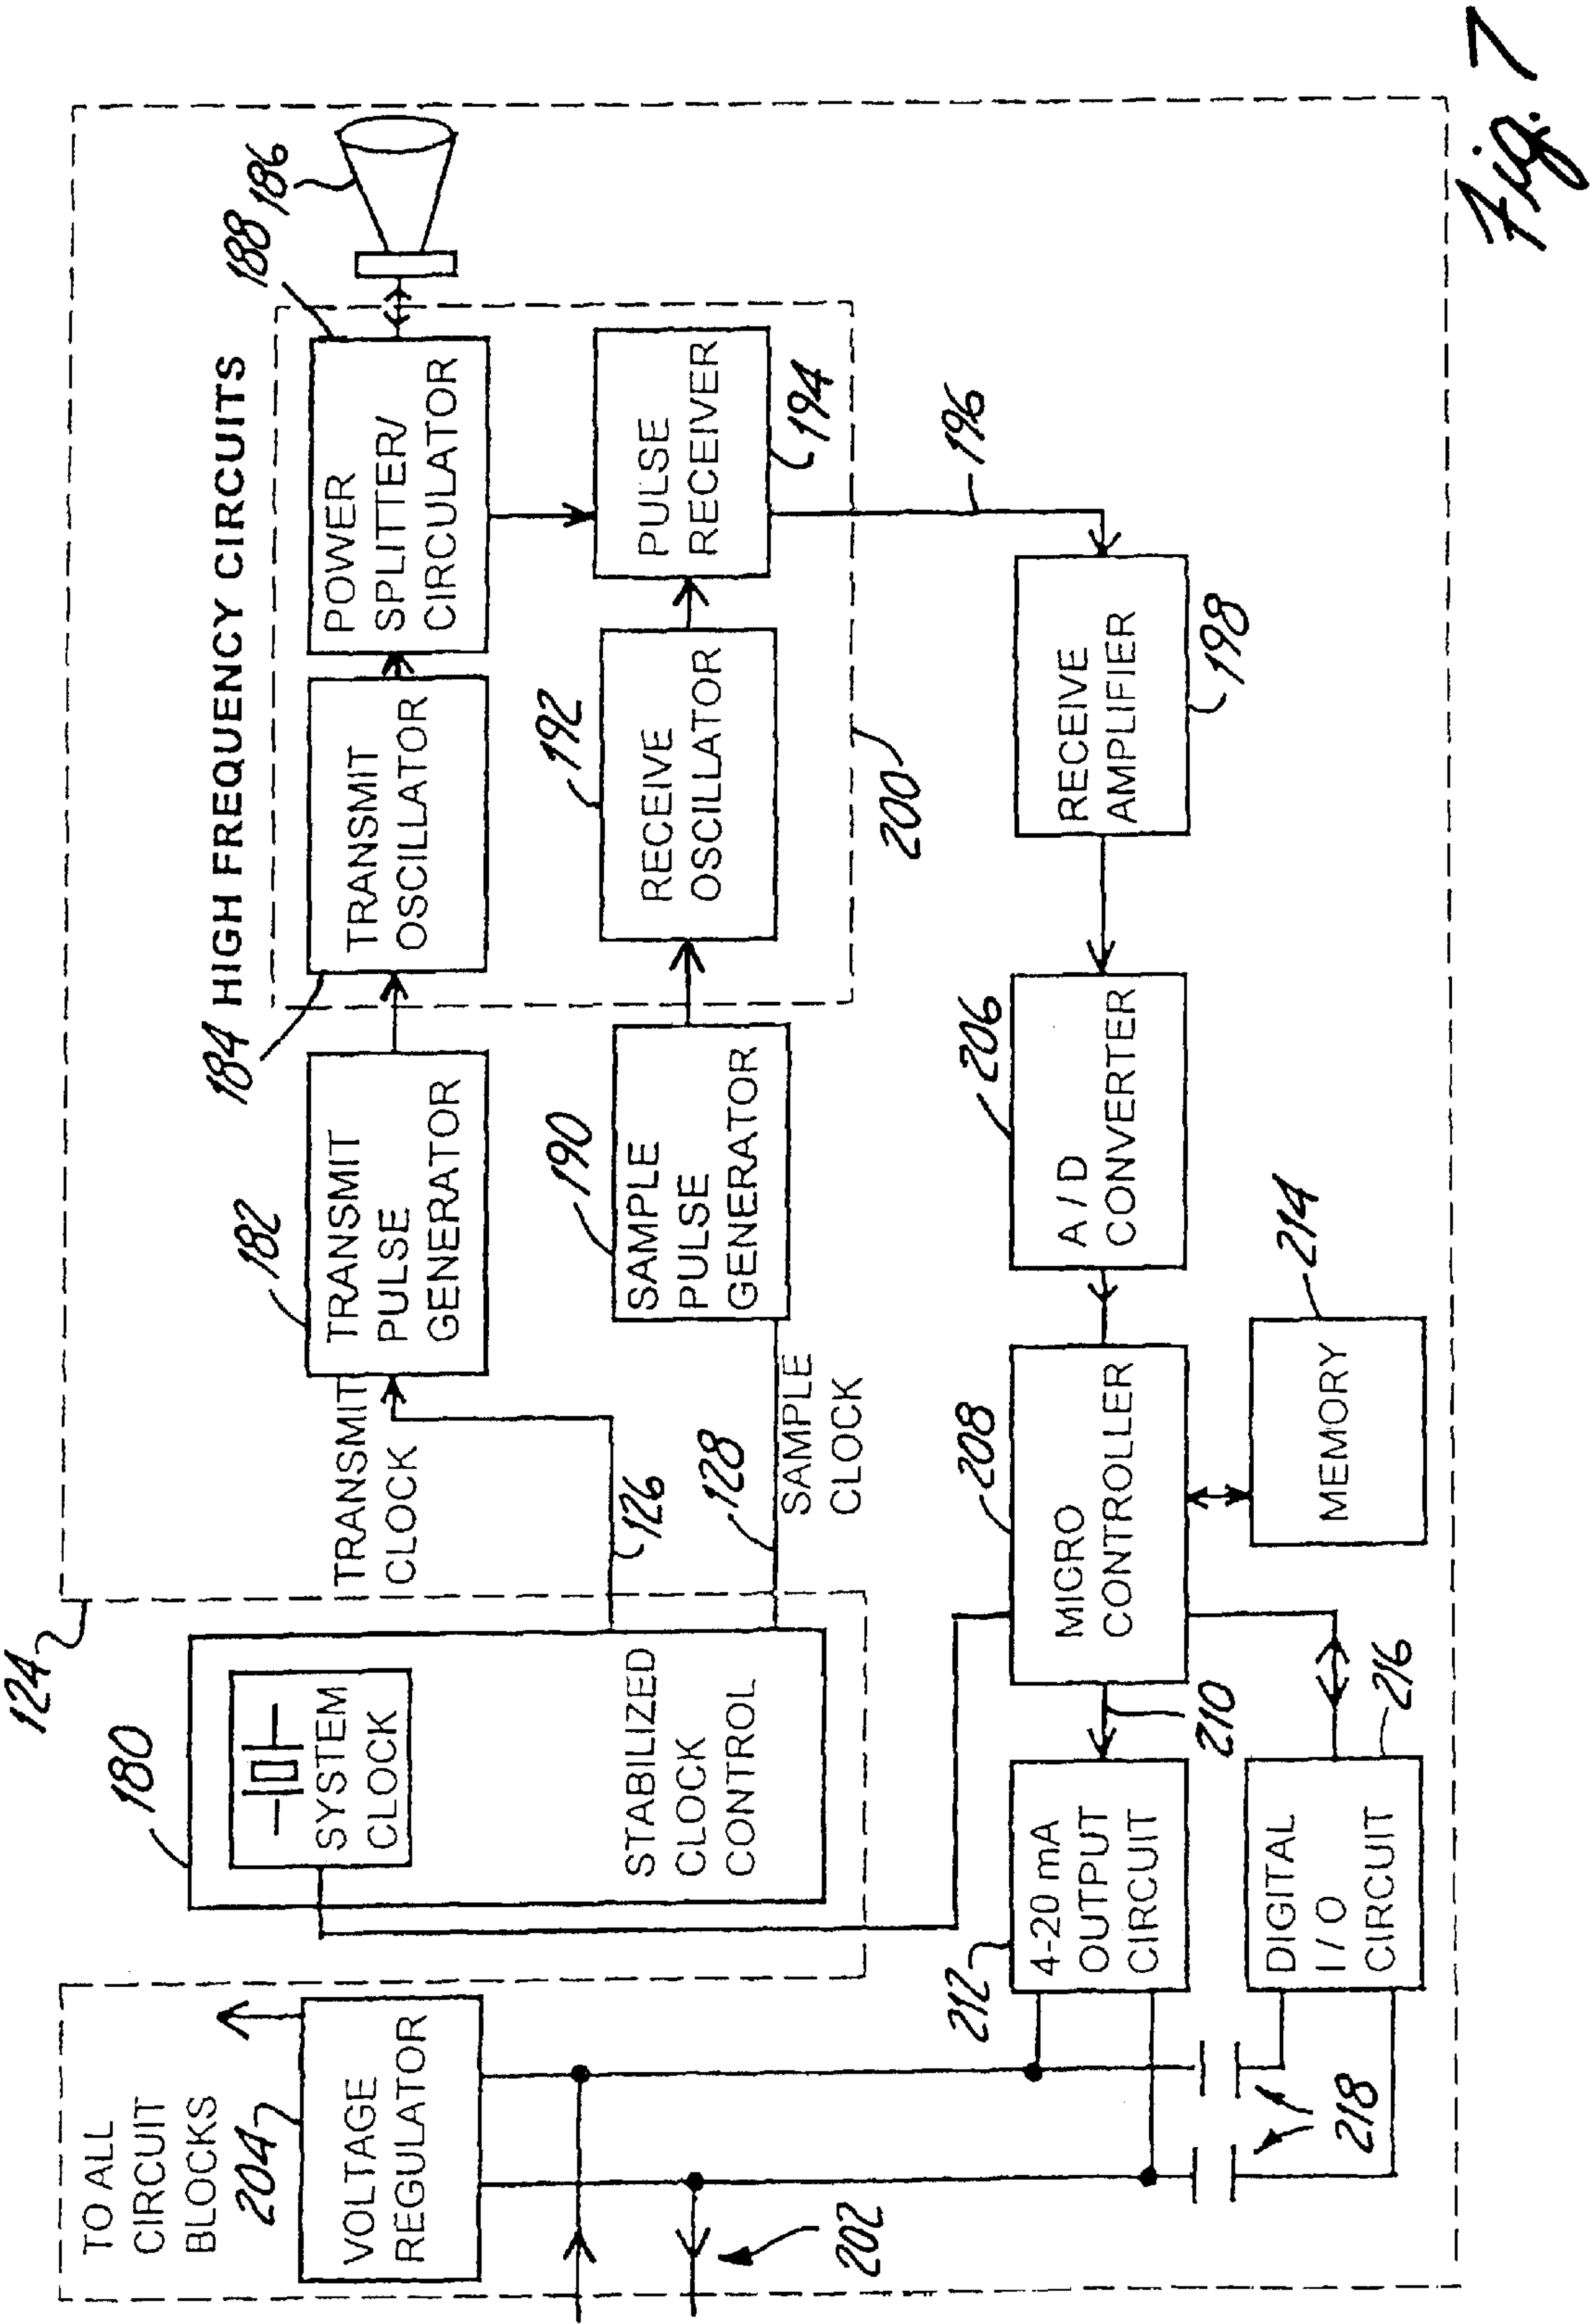 124
180
SYSTEM
CLOCK
STABILIZED
CLOCK
CONTROL
TRANSMIT
CLOCK
126
128
SAMPLE
CLOCK
182
TRANSMIT
PULSE
GENERATOR
190
SAMPLE
PULSE
GENERATOR
184
HIGH FREQUENCY CIRCUITS
TRANSMIT
OSCILLATOR
188
POWER
SPLITTER/
CIRCULATOR
186
192
RECEIVE
OSCILLATOR
PULSE
RECEIVER
194
200
196
RECEIVE
AMPLIFIER
198
206
A/D
CONVERTER
208
MICRO
CONTROLLER
214
MEMORY
210
212
4-20 mA
OUTPUT
CIRCUIT
216
DIGITAL
I/O
CIRCUIT
218
TO ALL
CIRCUIT
BLOCKS
204
VOLTAGE
REGULATOR
202
Fig. 7